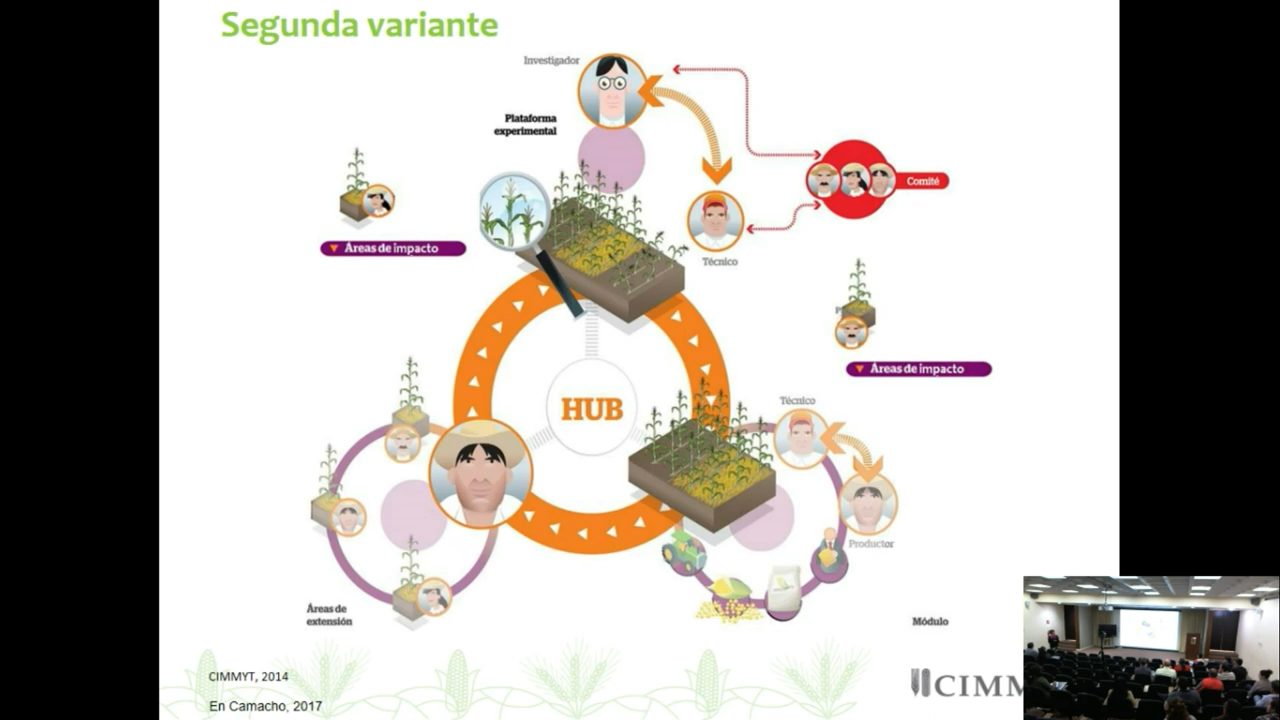 Segunda variante
Investigador
Plataforma
experimental
Comité
Áreas de impacto
Técnico
Áreas de impacto
HUB
Técnico
Productor
Áreas de
extensión
Módulo
CIMMYT, 2014
En Camacho, 2017
CIMM